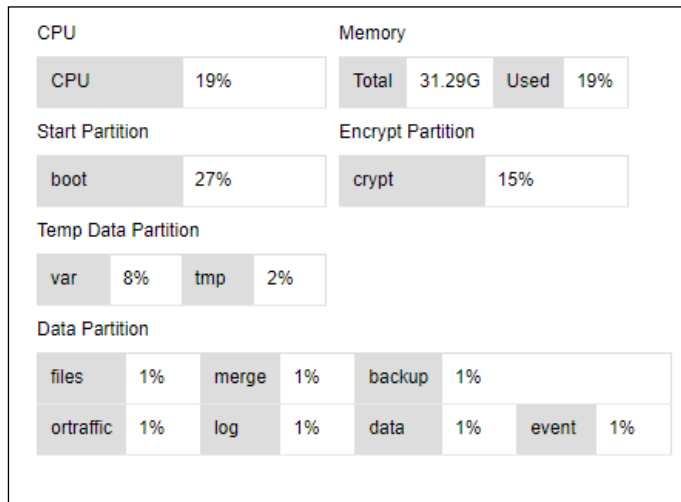 CPU Memory
CPU 19% Total 31.29G Used 19%
Start Partition Encrypt Partition
boot 27% crypt 15%
Temp Data Partition
var 8% tmp 2%
Data Partition
files 1% merge 1% backup 1%
ortraffic 1% log 1% data 1% event 1%